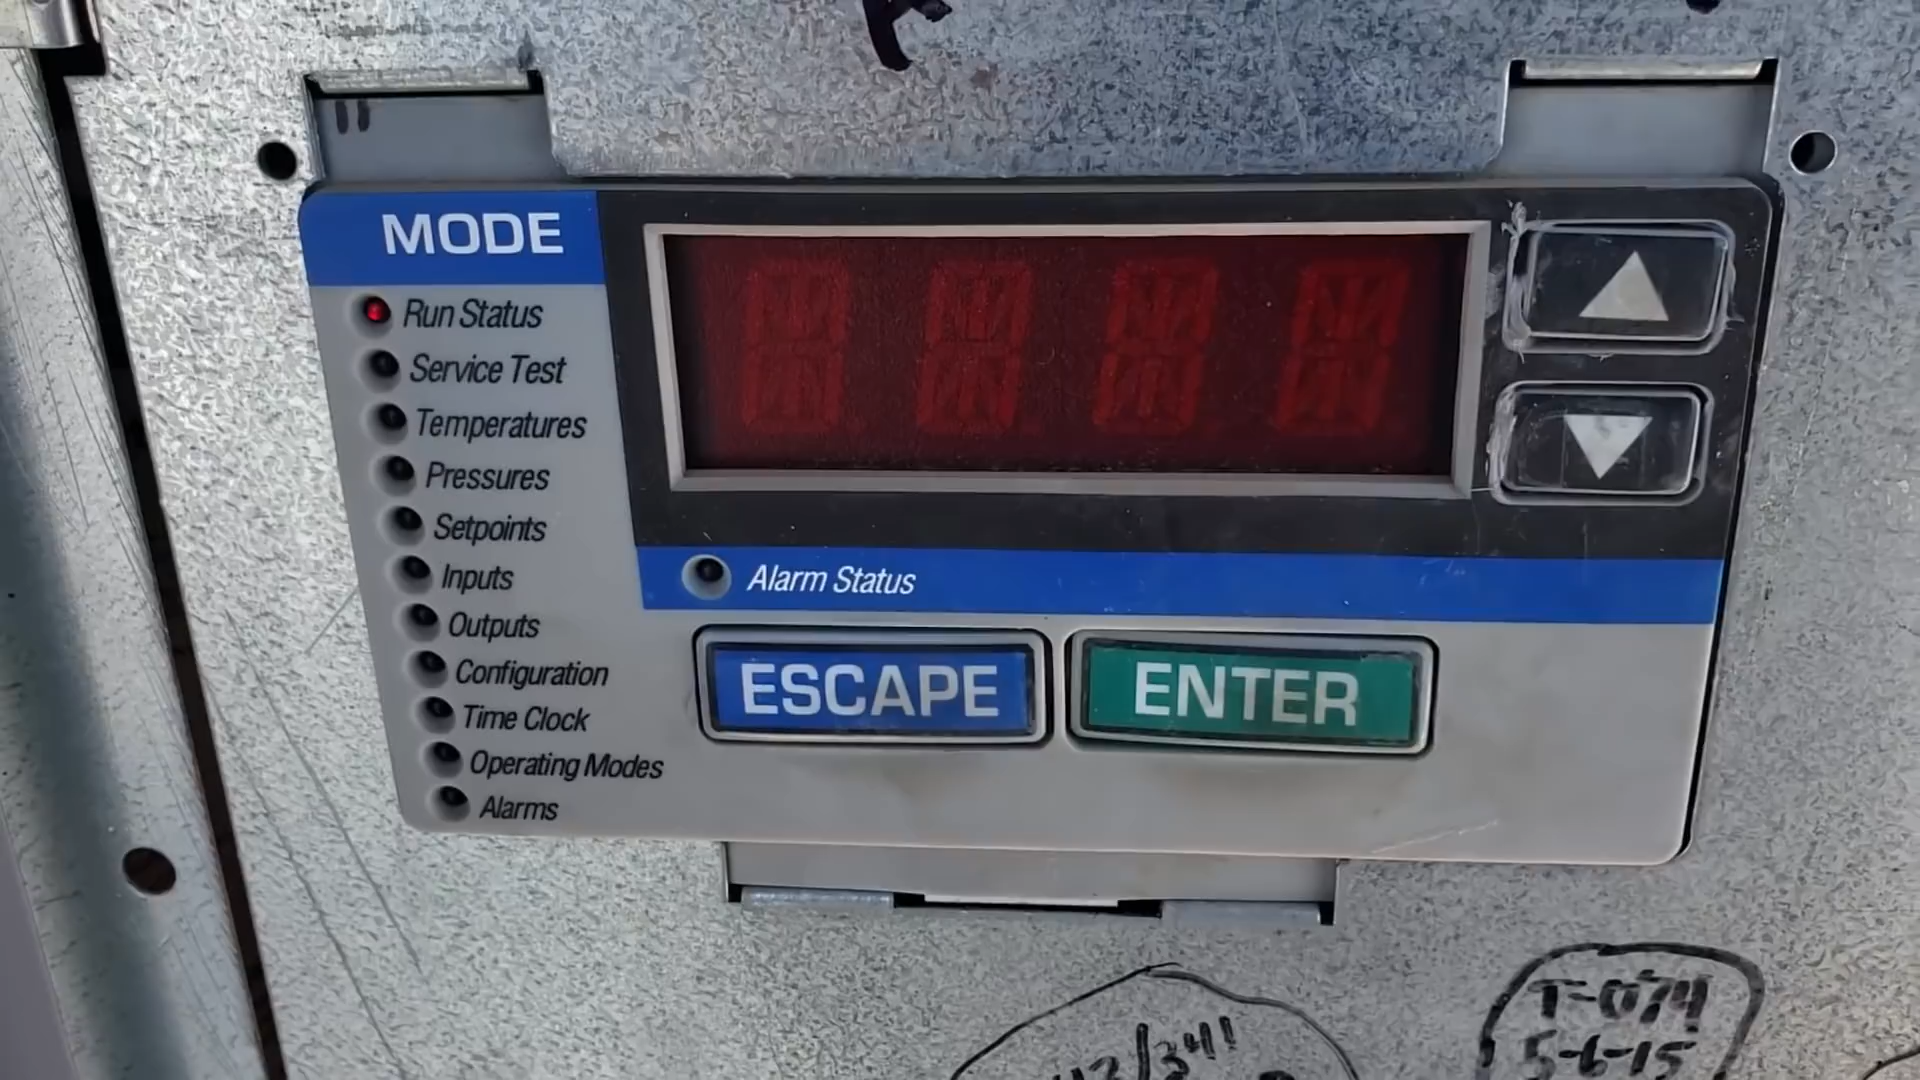 MODE
Run Status
Service Test
Temperatures
Pressures
Setpoints
Inputs
Outputs
Configuration
Time Clock
Operating Modes
Alarms
Alarm Status
ESCAPE
ENTER
T-074
5-6-15